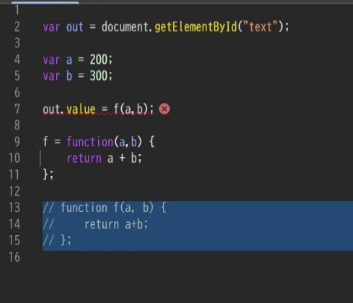 1
2 var out = document.getElementById("text");
3
4 var a = 200;
5 var b = 300;
6
7 out.value = f(a,b);
8
9 f = function(a,b) {
10 return a + b;
11 };
12
13 // function f(a, b) {
14 // return a+b;
15 // };
16